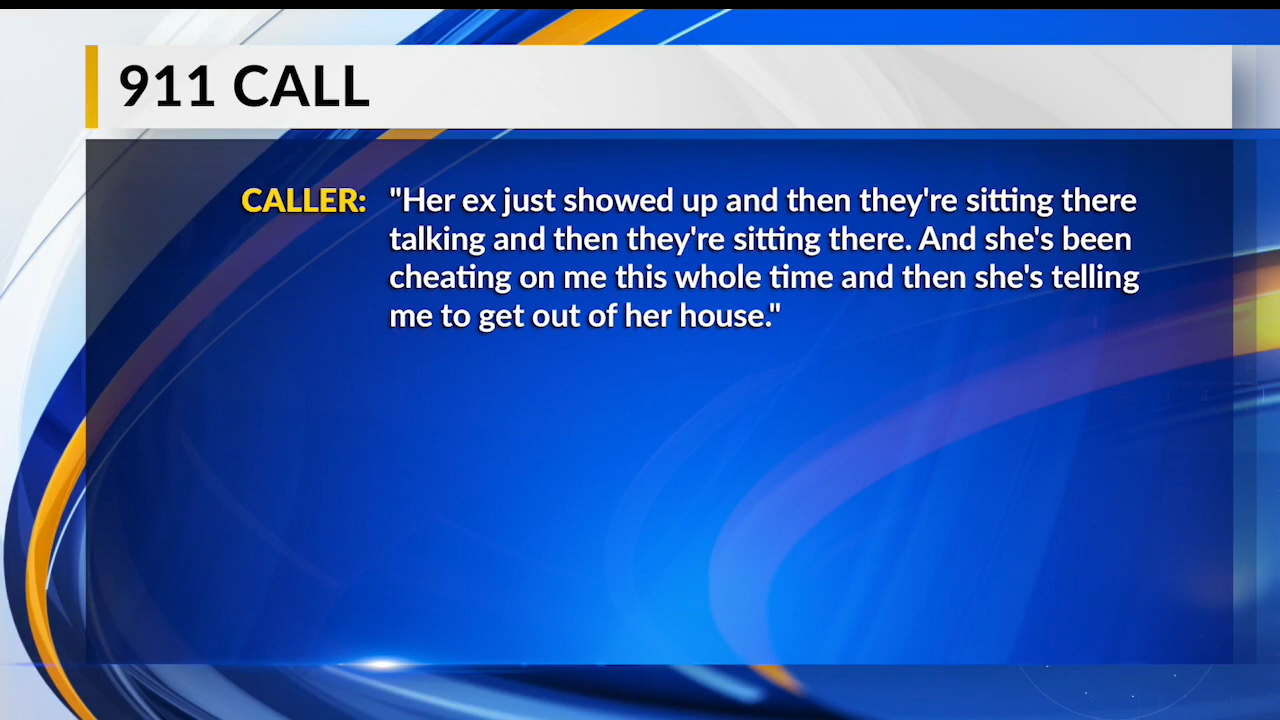 911 CALL
CALLER: "Her ex just showed up and then they're sitting there
talking and then they're sitting there. And she's been
cheating on me this whole time and then she's telling
me to get out of her house."